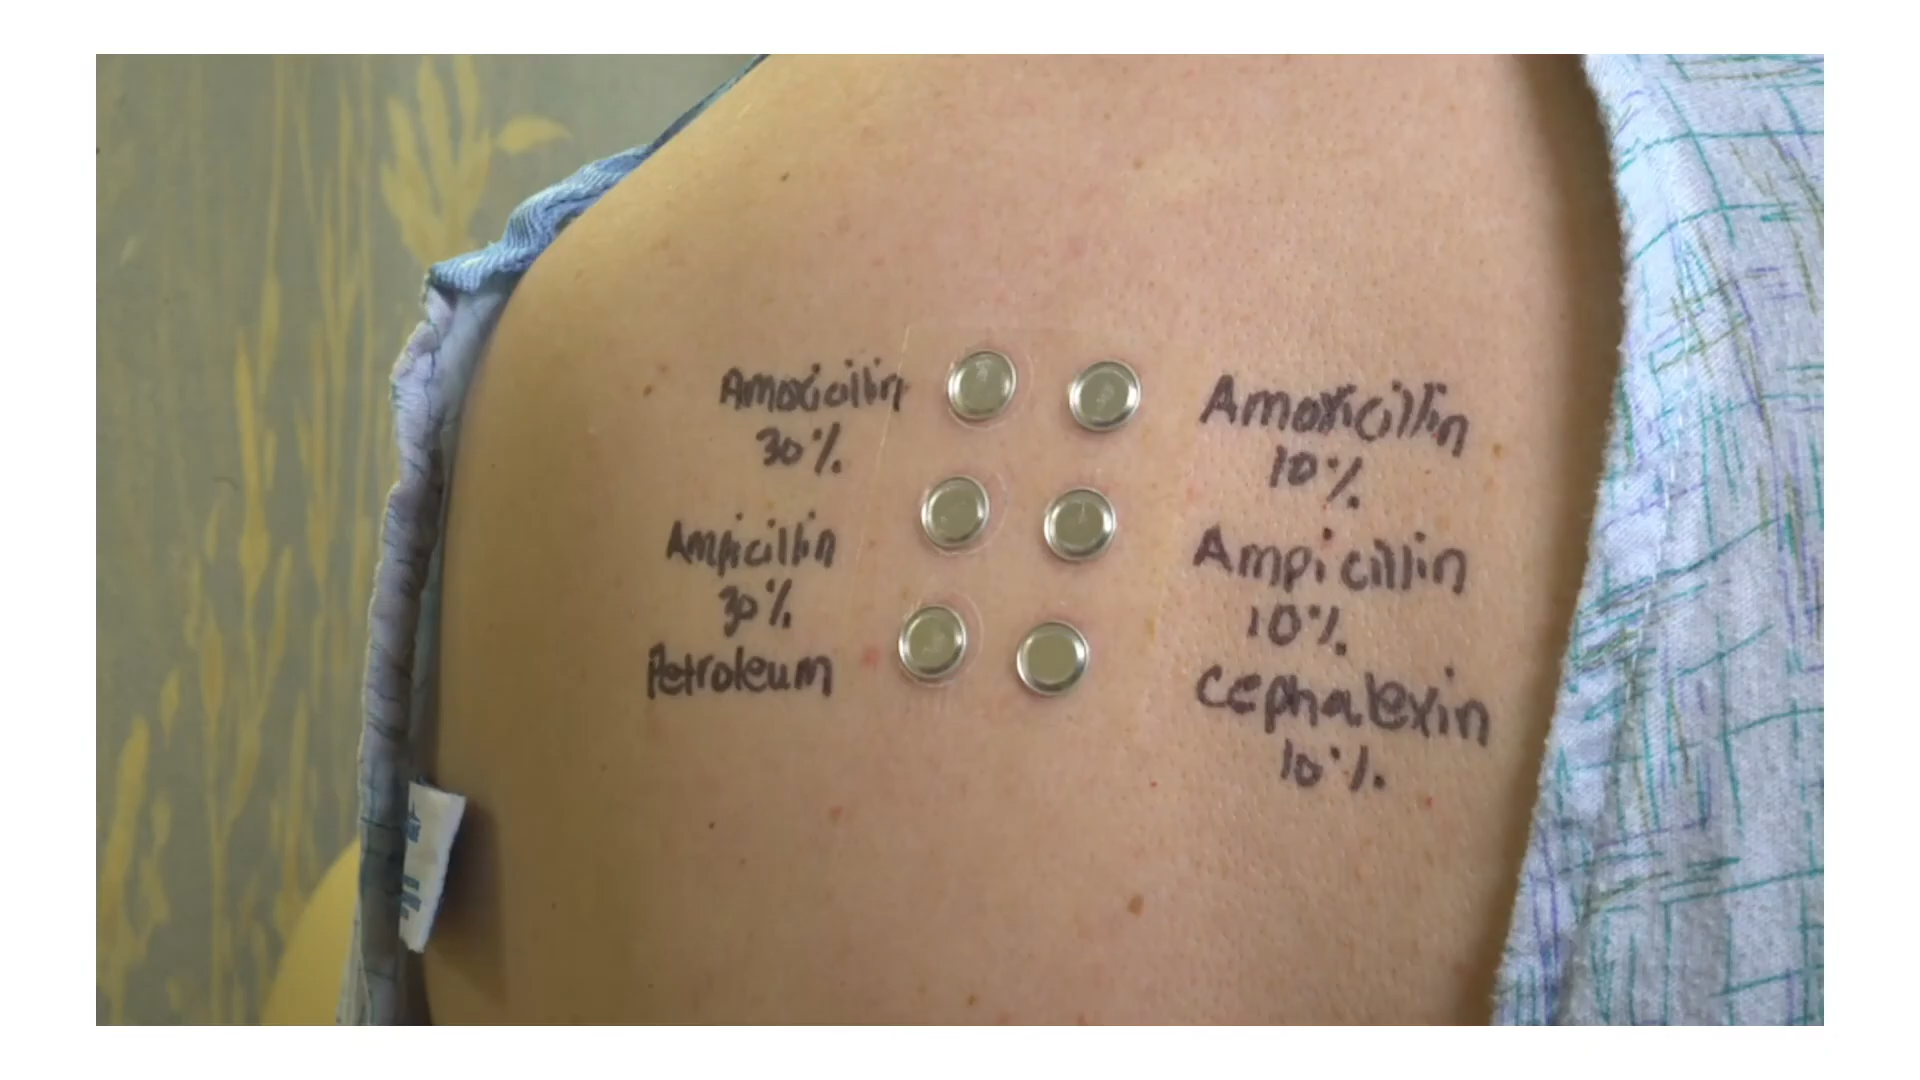 Amoxicillin
30%
Ampicillin
30%
Petroleum
Amoxicillin
10%
Ampicillin
10%
Cephalexin
10%